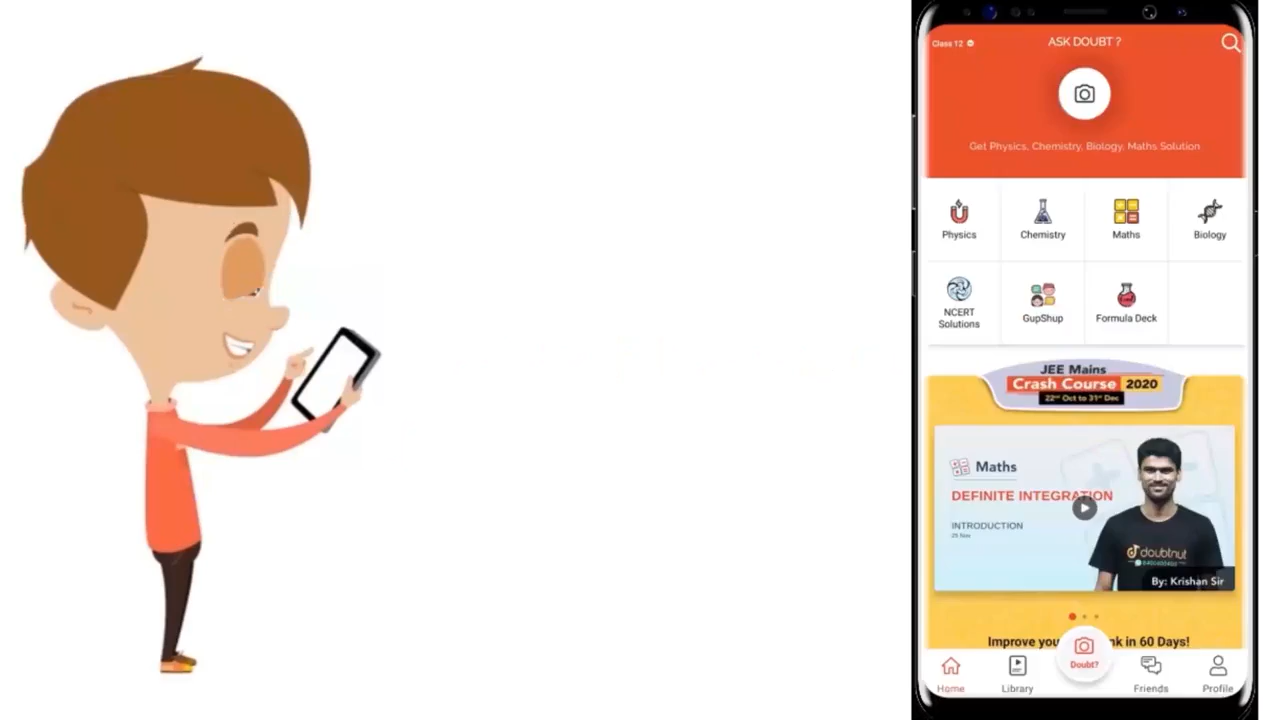 Class 12
ASK DOUBT ?
Get Physics, Chemistry, Biology, Maths Solution
Physics
Chemistry
Maths
Biology
NCERT
Solutions
GupShup
Formula Deck
JEE Mains
Crash Course 2020
22nd Oct to 31st Dec
Maths
DEFINITE INTEGRATION
INTRODUCTION
doubtnut
By: Krishan Sir
Improve you nk in 60 Days!
Doubt?
Home
Library
Friends
Profile